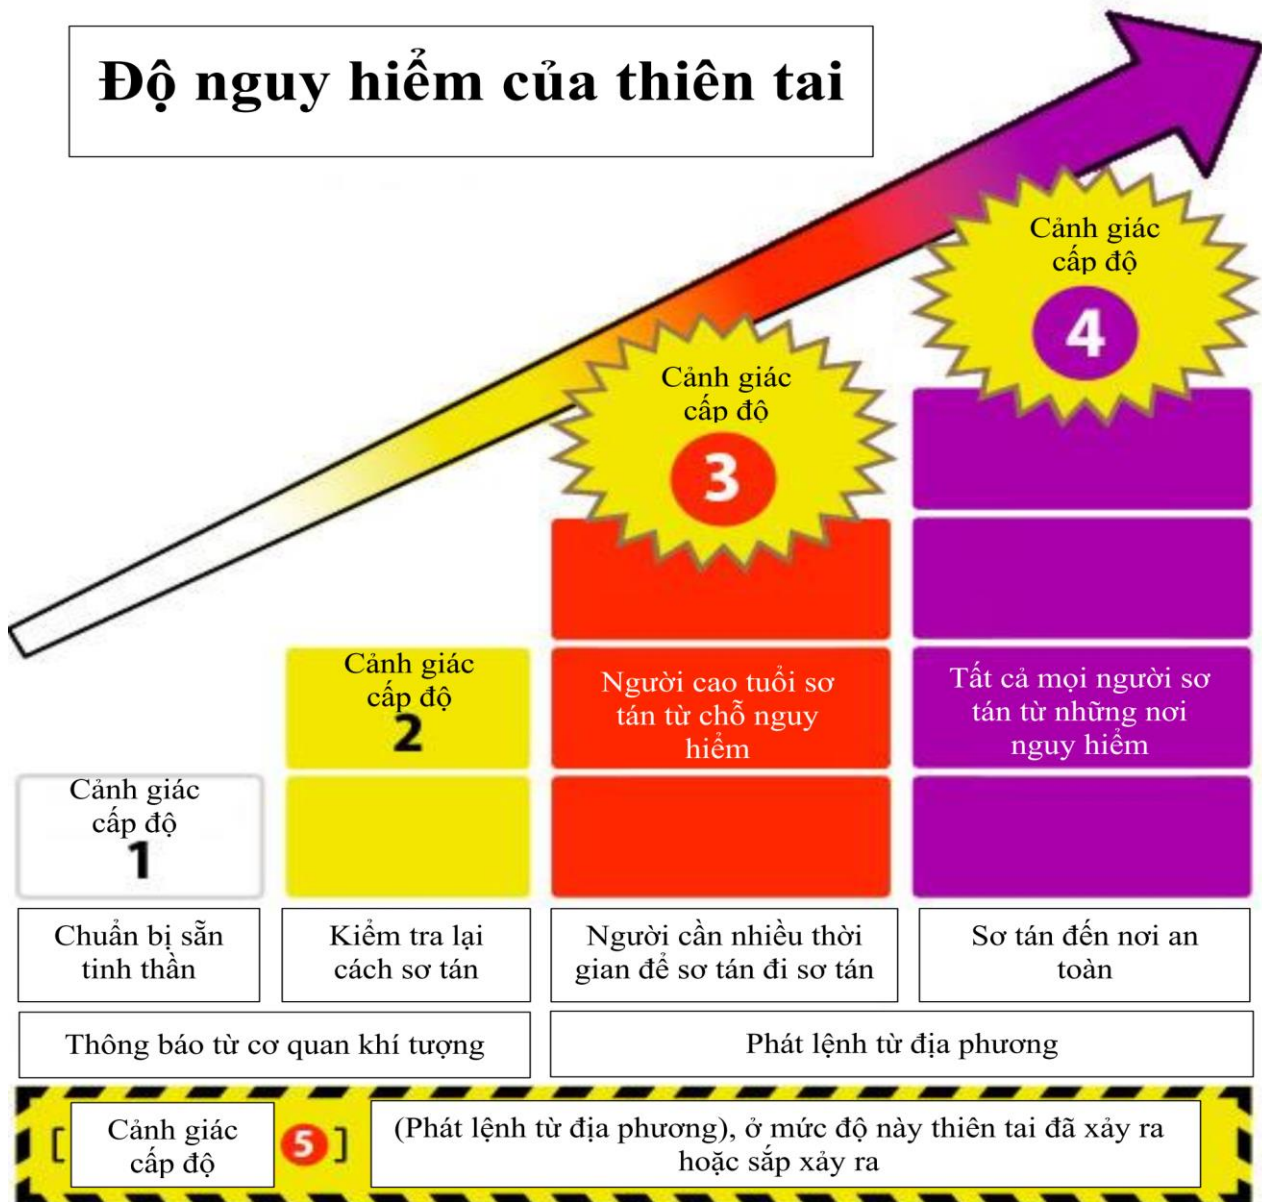 Độ nguy hiểm của thiên tai
Cảnh giác
cấp độ
4
Cảnh giác
cấp độ
3
Cảnh giác
cấp độ
2
Người cao tuổi sơ
tán từ chỗ nguy
hiểm
Tất cả mọi người sơ
tán từ những nơi
nguy hiểm
Cảnh giác
cấp độ
1
Chuẩn bị sẵn
tinh thần
Kiểm tra lại
cách sơ tán
Người cần nhiều thời
gian để sơ tán đi sơ tán
Sơ tán đến nơi an
toàn
Thông báo từ cơ quan khí tượng
Phát lệnh từ địa phương
[ Cảnh giác
cấp độ
5 ]
(Phát lệnh từ địa phương), ở mức độ này thiên tai đã xảy ra
hoặc sắp xảy ra